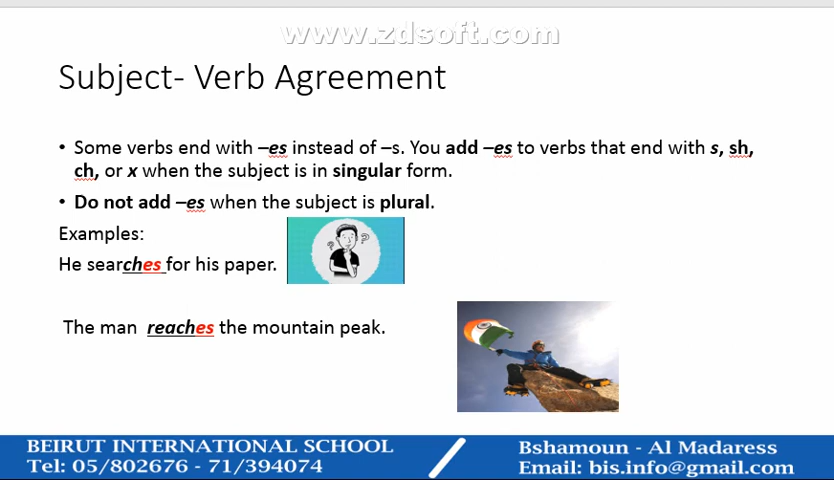 www.zdsoft.com
Subject- Verb Agreement
• Some verbs end with –es instead of –s. You add –es to verbs that end with s, sh,
ch, or x when the subject is in singular form.
• Do not add –es when the subject is plural.
Examples:
He searches for his paper.
The man reaches the mountain peak.
BEIRUT INTERNATIONAL SCHOOL
Tel: 05/802676 - 71/394074
Bshamoun - Al Madaress
Email: bis.info@gmail.com